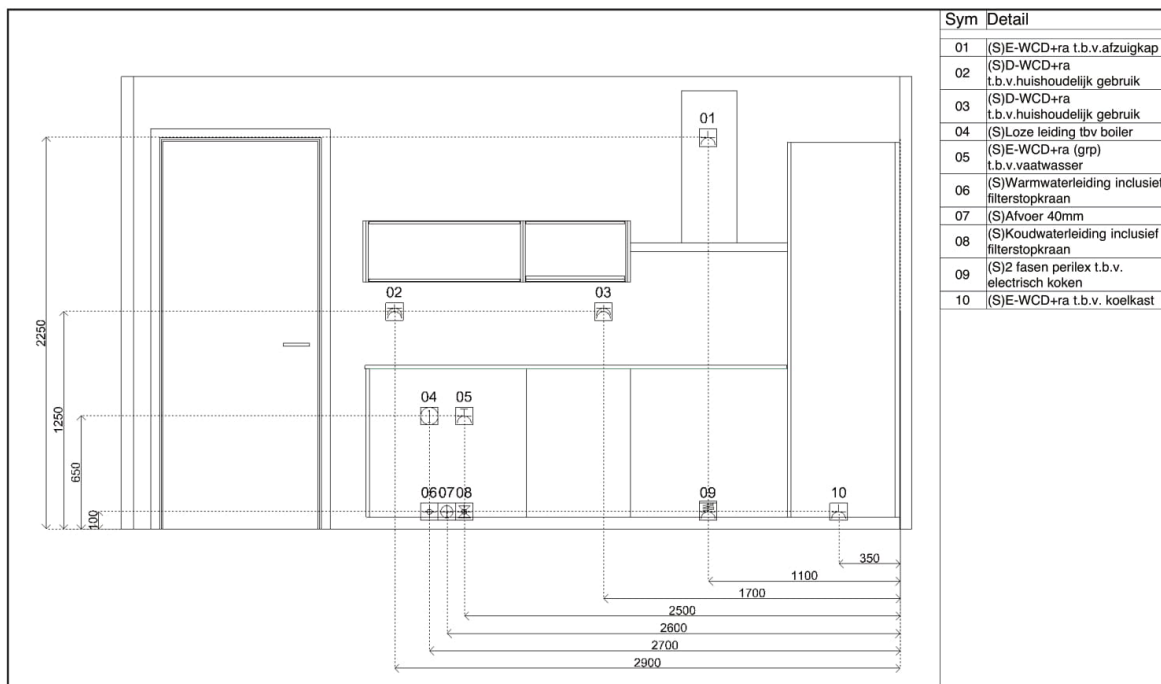 Sym Detail
01 (S)E-WCD+ra t.b.v.afzuigkap
02 (S)D-WCD+ra
t.b.v.huishoudelijk gebruik
03 (S)D-WCD+ra
t.b.v.huishoudelijk gebruik
04 (S)Loze leiding tbv boiler
05 (S)E-WCD+ra (grp)
t.b.v.vaatwasser
06 (S)Warmwaterleiding inclusief
filterstopkraan
07 (S)Afvoer 40mm
08 (S)Koudwaterleiding inclusief
filterstopkraan
09 (S)2 fasen perilex t.b.v.
electrisch koken
10 (S)E-WCD+ra t.b.v. koelkast
01
02 03
04 05
06 07 08 09 10
2250
1250
650
100
350
1100
1700
2500
2600
2700
2900